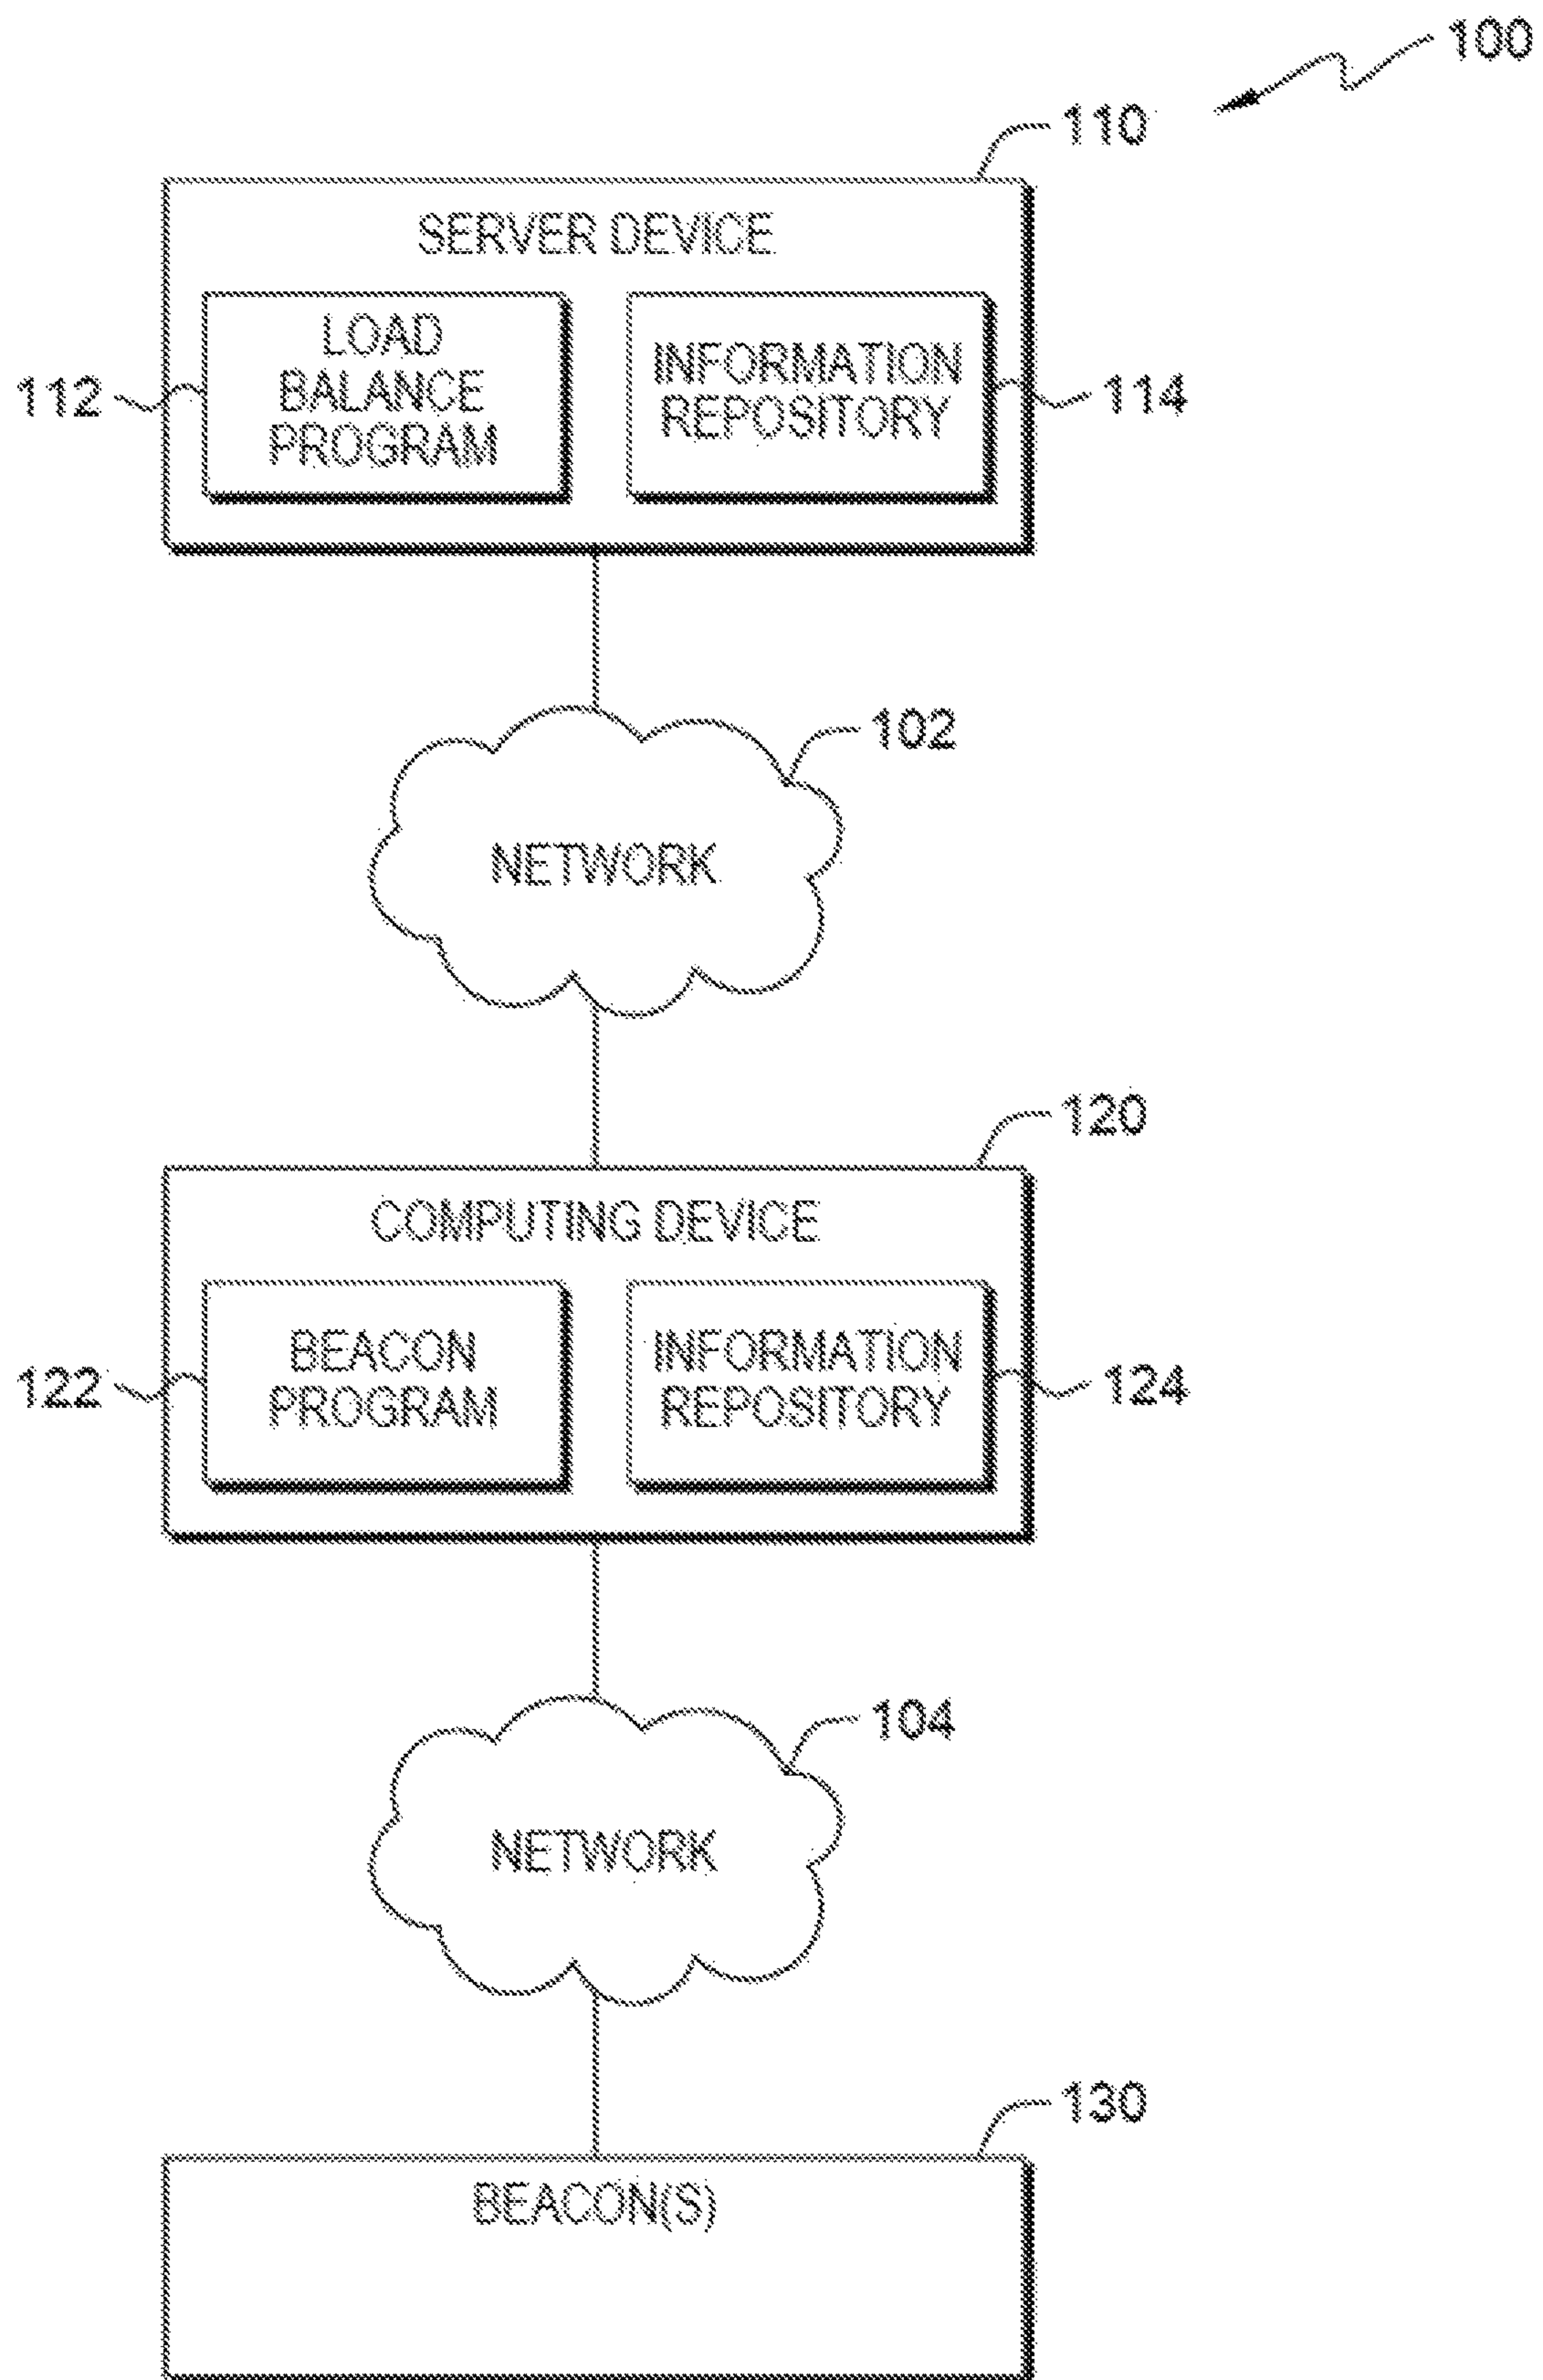 100
110
SERVER DEVICE
LOAD
BALANCE
PROGRAM
INFORMATION
REPOSITORY
112
114
102
NETWORK
120
COMPUTING DEVICE
BEACON
PROGRAM
INFORMATION
REPOSITORY
122
124
104
NETWORK
130
BEACON(S)